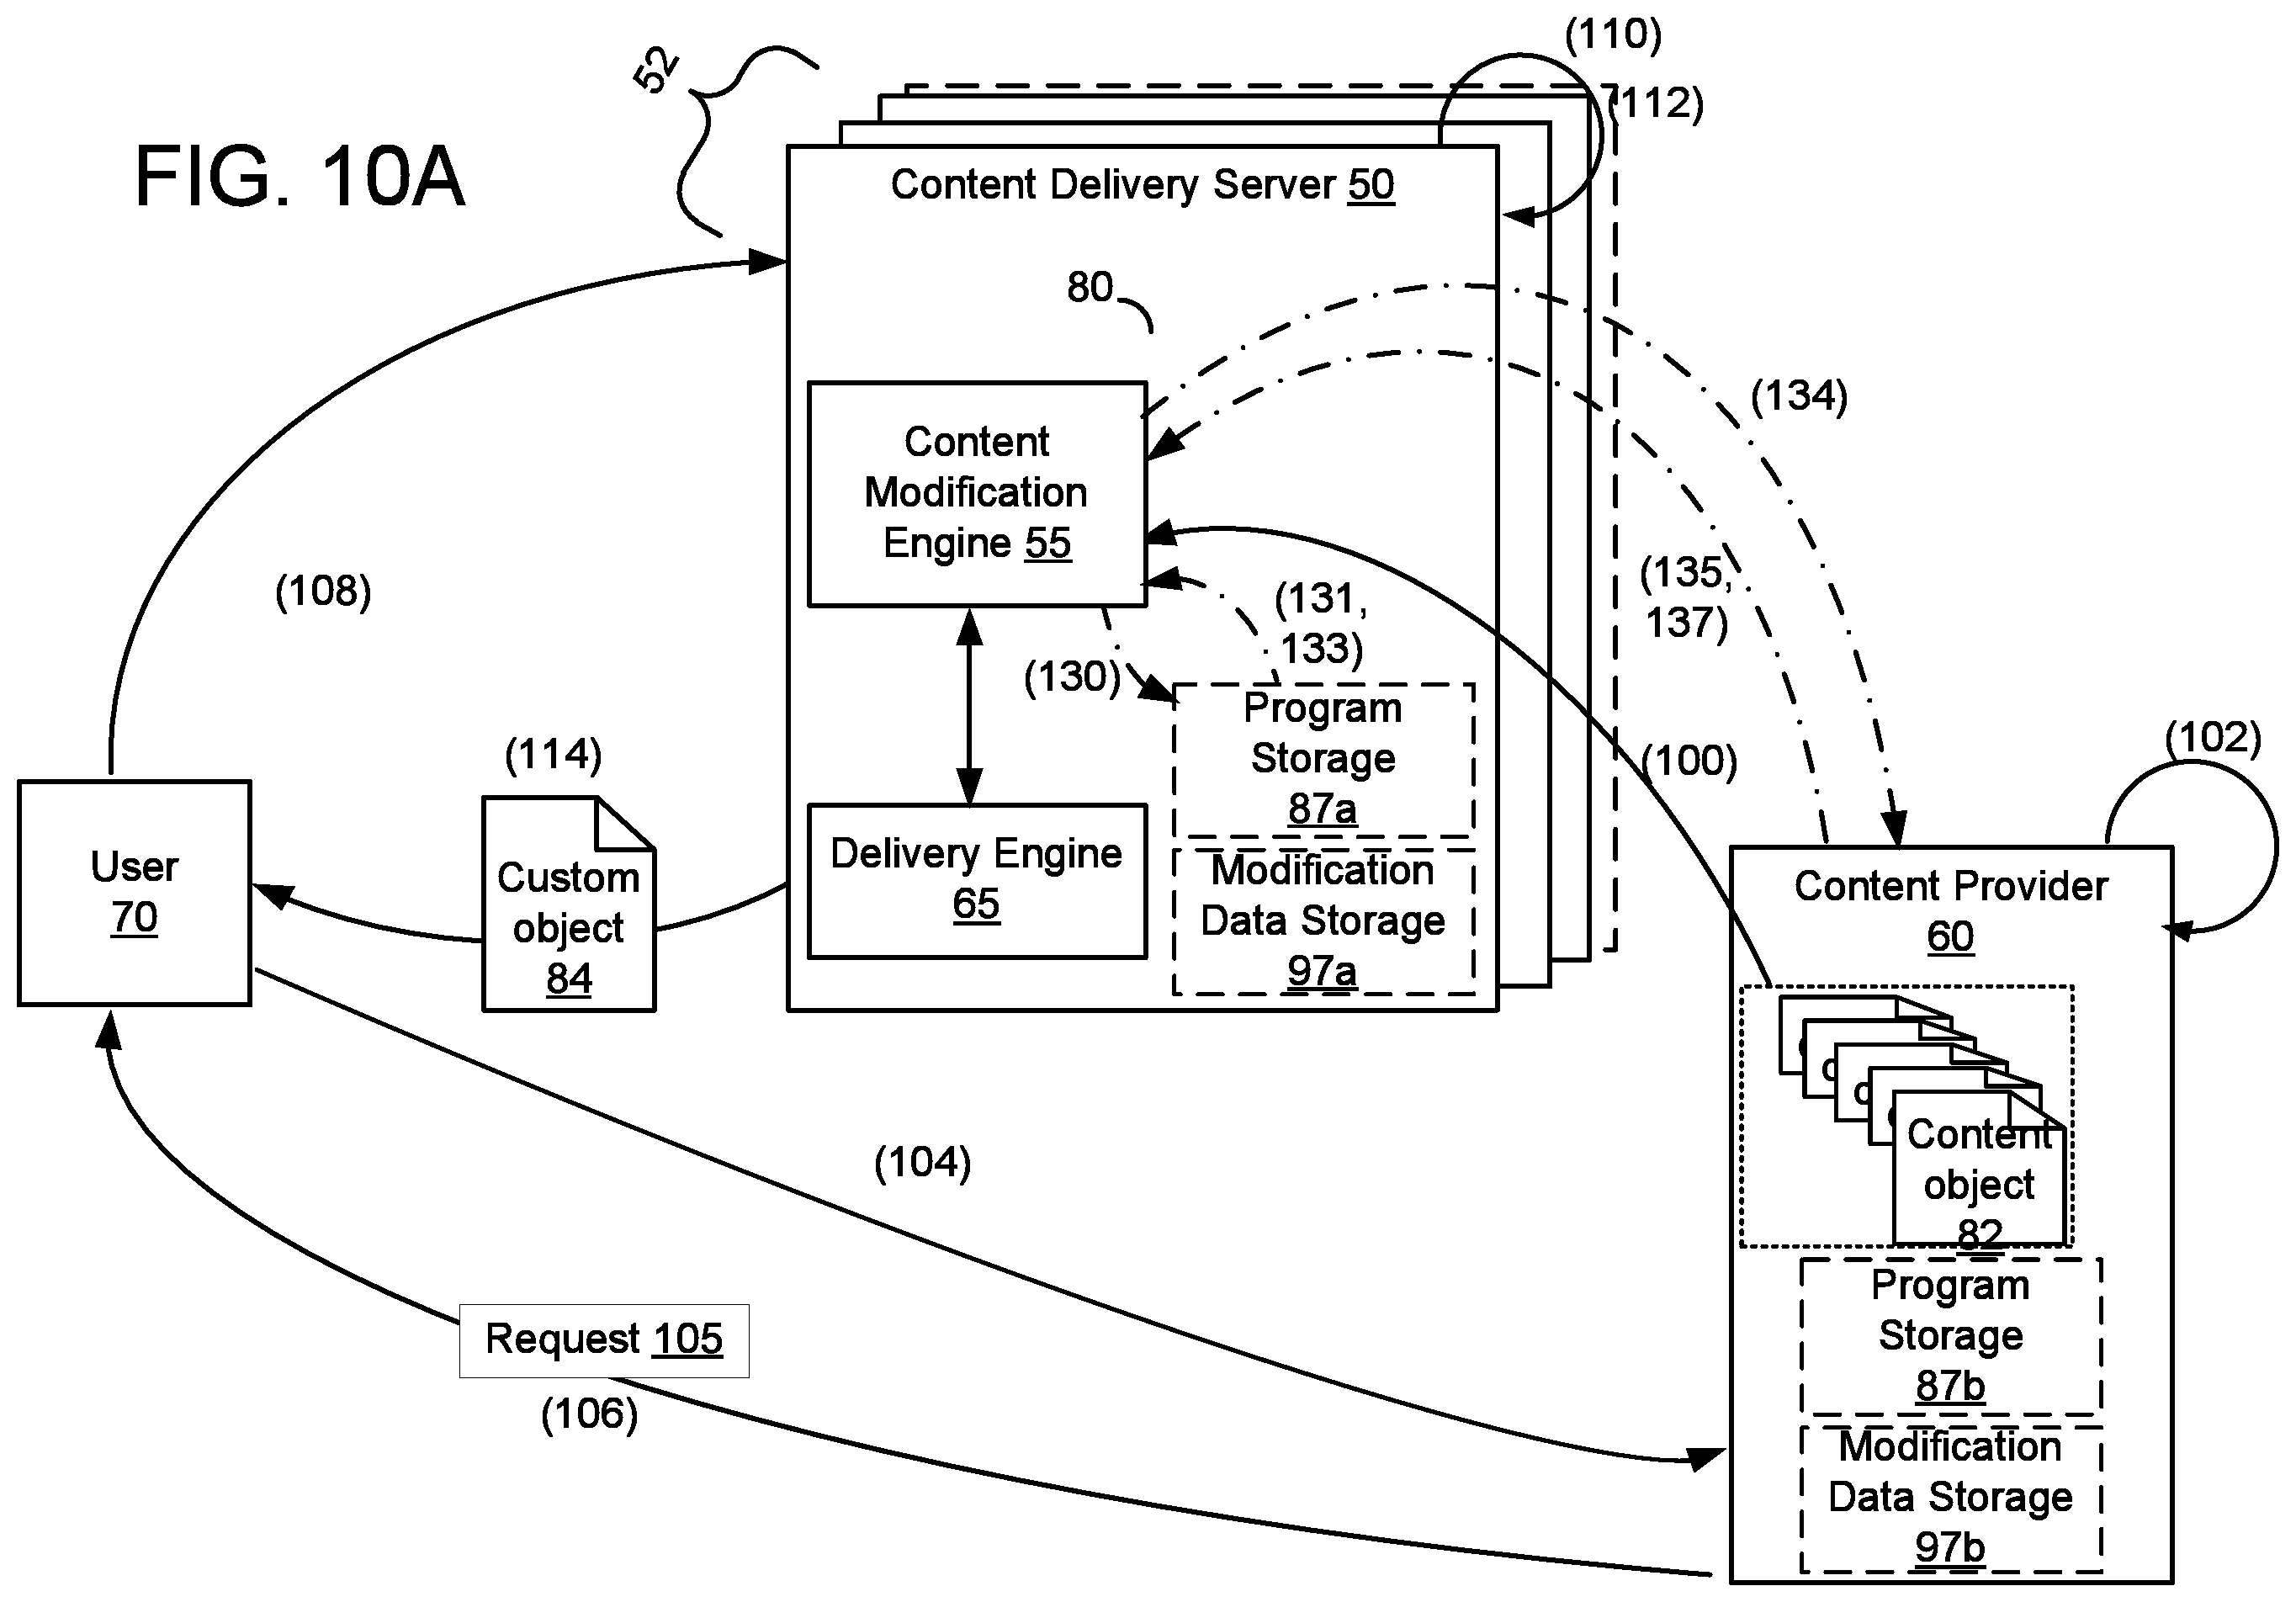 FIG. 10A
52
(110)
(112)
Content Delivery Server 50
80
Content
Modification
Engine 55
(134)
(135,
137)
(108)
(131,
133)
(130)
Program
Storage
87a
(100)
(102)
(114)
User
70
Custom
object
84
Delivery Engine
65
Modification
Data Storage
97a
Content Provider
60
Content
object
82
(104)
Program
Storage
87b
Request 105
(106)
Modification
Data Storage
97b